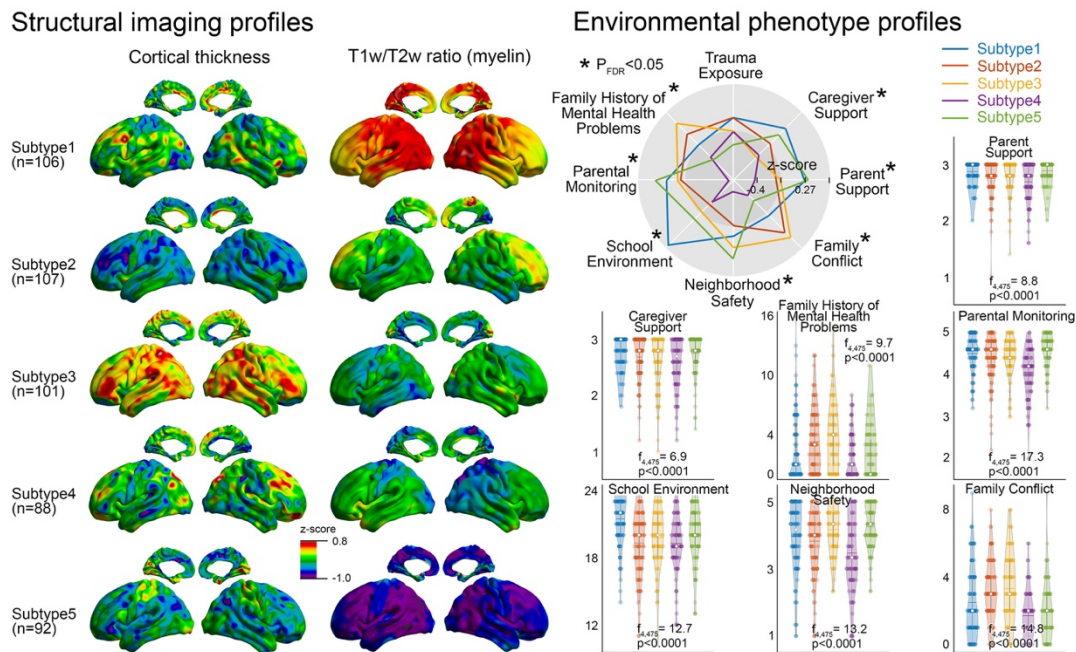 Structural imaging profiles
Cortical thickness
T1w/T2w ratio (myelin)
Subtype1
(n=106)
Subtype2
(n=107)
Subtype3
(n=101)
Subtype4
(n=88)
z-score
0.8
-1.0
Subtype5
(n=92)
Environmental phenotype profiles
* P_FDR<0.05
Subtype1
Subtype2
Subtype3
Subtype4
Subtype5
Trauma
Exposure
Caregiver *
Support
Parent *
Support
Family *
Conflict
Neighborhood *
Safety
School *
Environment
Parental *
Monitoring
Family History of *
Mental Health
Problems
z-score
-0.4
0.27
Parent
Support
3
2
1
f4,475= 8.8
p<0.0001
Caregiver
Support
3
2
1
f4,475= 6.9
p<0.0001
Family History of
Mental Health
Problems
16
10
4
0
f4,475= 9.7
p<0.0001
Parental Monitoring
5
4
2
f4,475= 17.3
p<0.0001
School Environment
24
18
12
f4,475= 12.7
p<0.0001
Neighborhood
Safety
5
3
1
f4,475= 13.2
p<0.0001
Family Conflict
8
4
0
f4,475= 14.8
p<0.0001